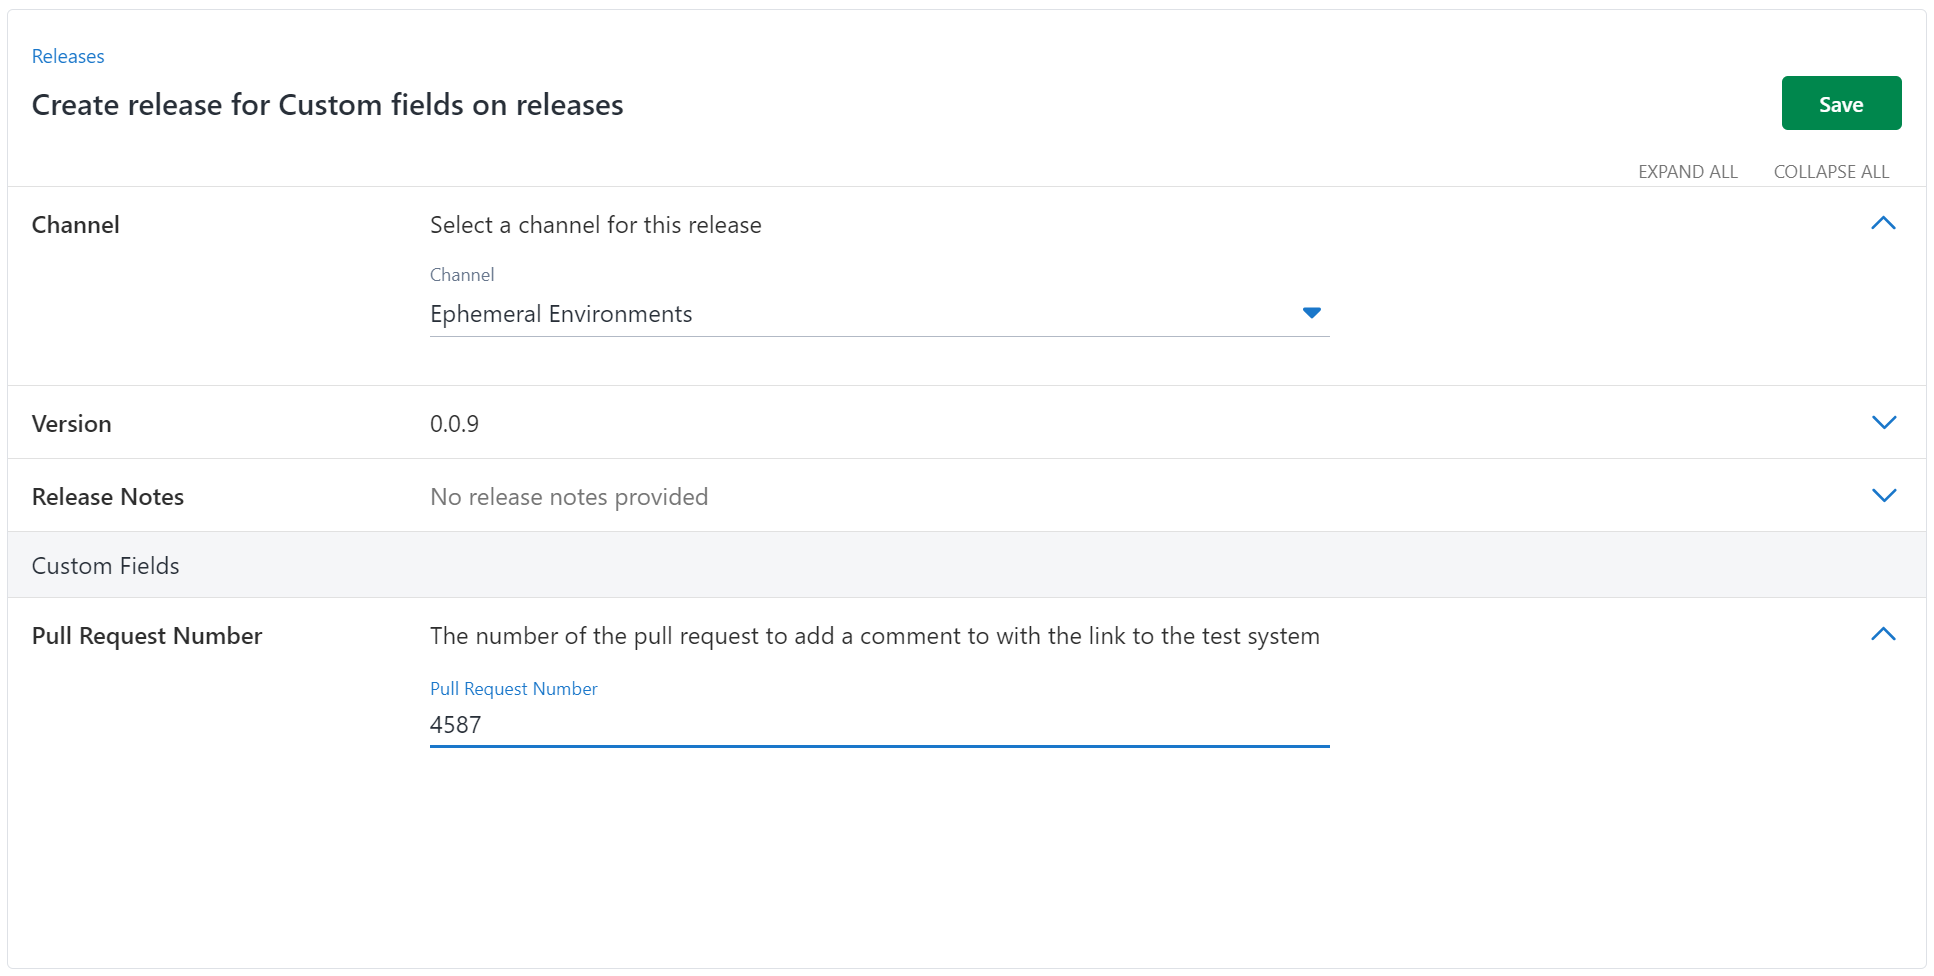 Releases
Create release for Custom fields on releases
Save
EXPAND ALL COLLAPSE ALL
Channel
Select a channel for this release
Channel
Ephemeral Environments
Version
0.0.9
Release Notes
No release notes provided
Custom Fields
Pull Request Number
The number of the pull request to add a comment to with the link to the test system
Pull Request Number
4587